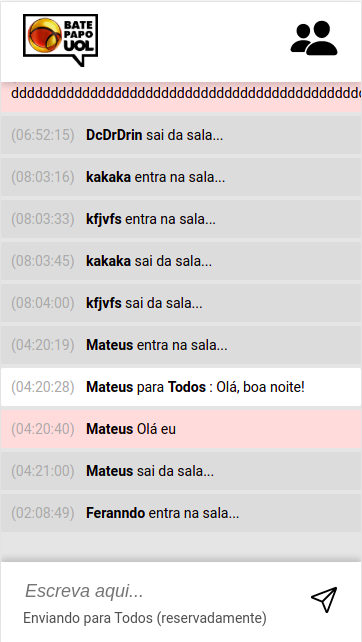 BATE
PAPO
UOL
dddddddddddddddddddddddddddddddddddddddddddd
(06:52:15) DcDrDrin sai da sala...
(08:03:16) kakaka entra na sala...
(08:03:33) kfjvfs entra na sala...
(08:03:45) kakaka sai da sala...
(08:04:00) kfjvfs sai da sala...
(04:20:19) Mateus entra na sala...
(04:20:28) Mateus para Todos : Olá, boa noite!
(04:20:40) Mateus Olá eu
(04:21:00) Mateus sai da sala...
(02:08:49) Feranndo entra na sala...
Escreva aqui...
Enviando para Todos (reservadamente)